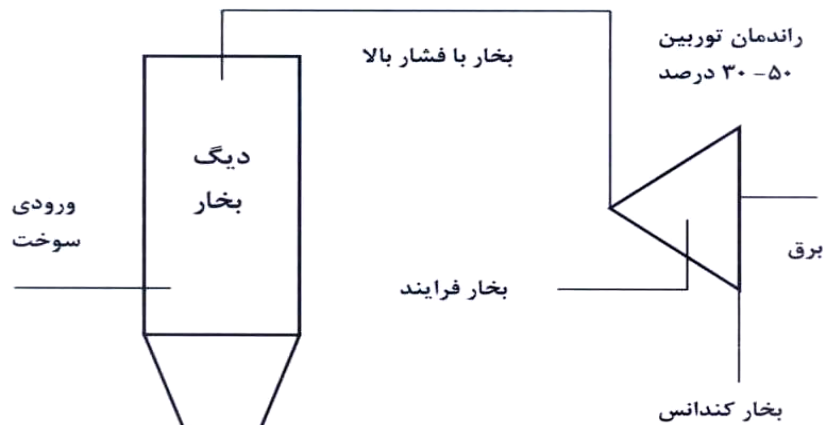 راندمان توربین
۵۰- ۳۰ درصد
بخار با فشار بالا
دیگ
بخار
ورودی
سوخت
برق
بخار فرایند
بخار کندانس